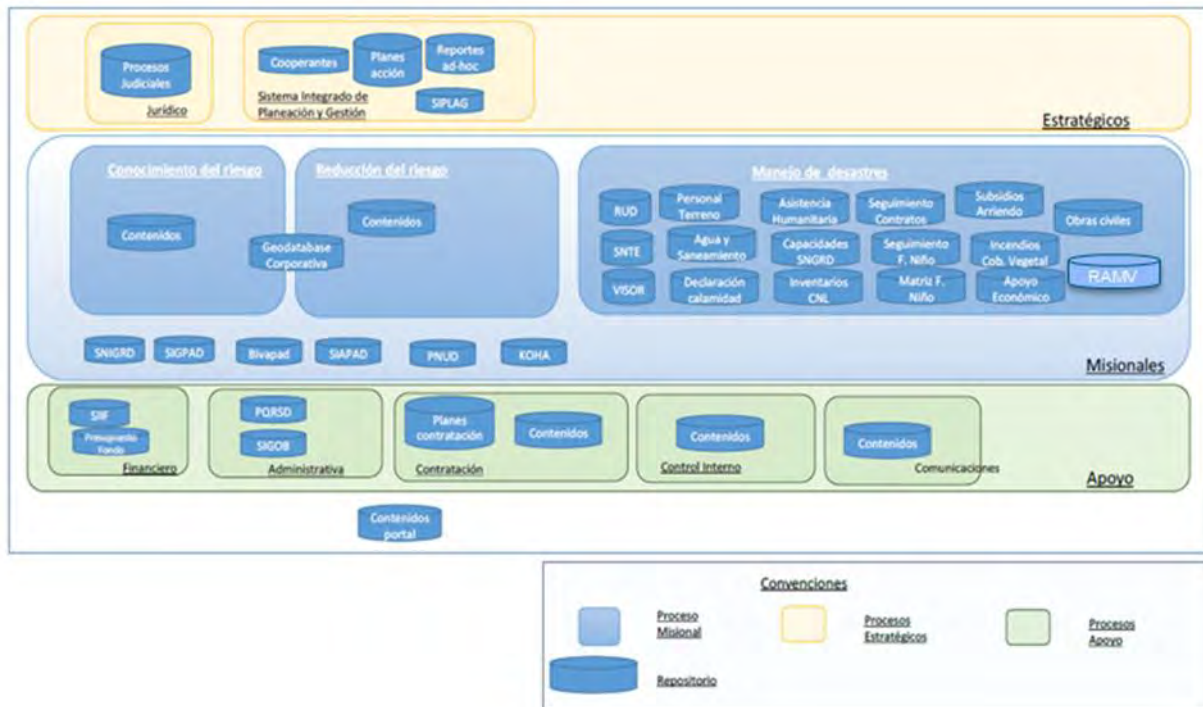 Procesos
Judiciales
Jurídico
Cooperantes
Planes
acción
Reportes
ad-hoc
SIPLAG
Sistema Integrado de
Planeación y Gestión
Estratégicos
Conocimiento del riesgo
Contenidos
Geodatabase
Corporativa
Reducción del riesgo
Contenidos
Manejo de desastres
RUD
Personal
Terreno
Asistencia
Humanitaria
Seguimiento
Contratos
Subsidios
Arriendo
Obras civiles
SNTE
Agua y
Saneamiento
Capacidades
SNGRD
Seguimiento
F. Niño
Incendios
Cob. Vegetal
RAMV
VISOR
Declaración
calamidad
Inventarios
CNL
Matriz F.
Niño
Apoyo
Económico
SNIGRD
SIGPAD
Bivapad
SIAPAD
PNUD
KOHA
Misionales
SIIF
Presupuesto
Fondo
Financiero
PQRSD
SIGOB
Administrativa
Planes
contratación
Contenidos
Contratación
Contenidos
Control Interno
Contenidos
Comunicaciones
Apoyo
Contenidos
portal
Convenciones
Proceso
Misional
Procesos
Estratégicos
Procesos
Apoyo
Repositorio